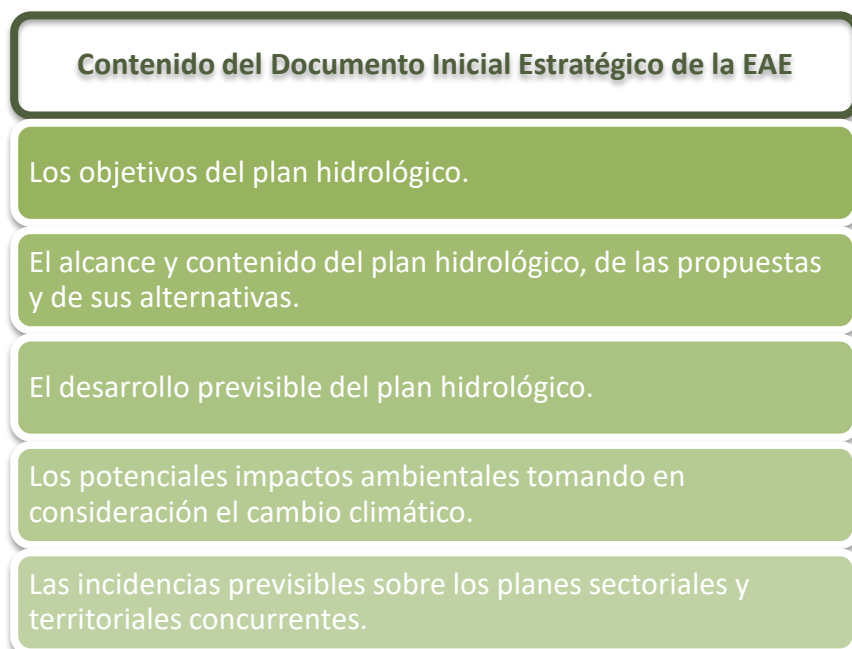 Contenido del Documento Inicial Estratégico de la EAE
Los objetivos del plan hidrológico.
El alcance y contenido del plan hidrológico, de las propuestas
y de sus alternativas.
El desarrollo previsible del plan hidrológico.
Los potenciales impactos ambientales tomando en
consideración el cambio climático.
Las incidencias previsibles sobre los planes sectoriales y
territoriales concurrentes.